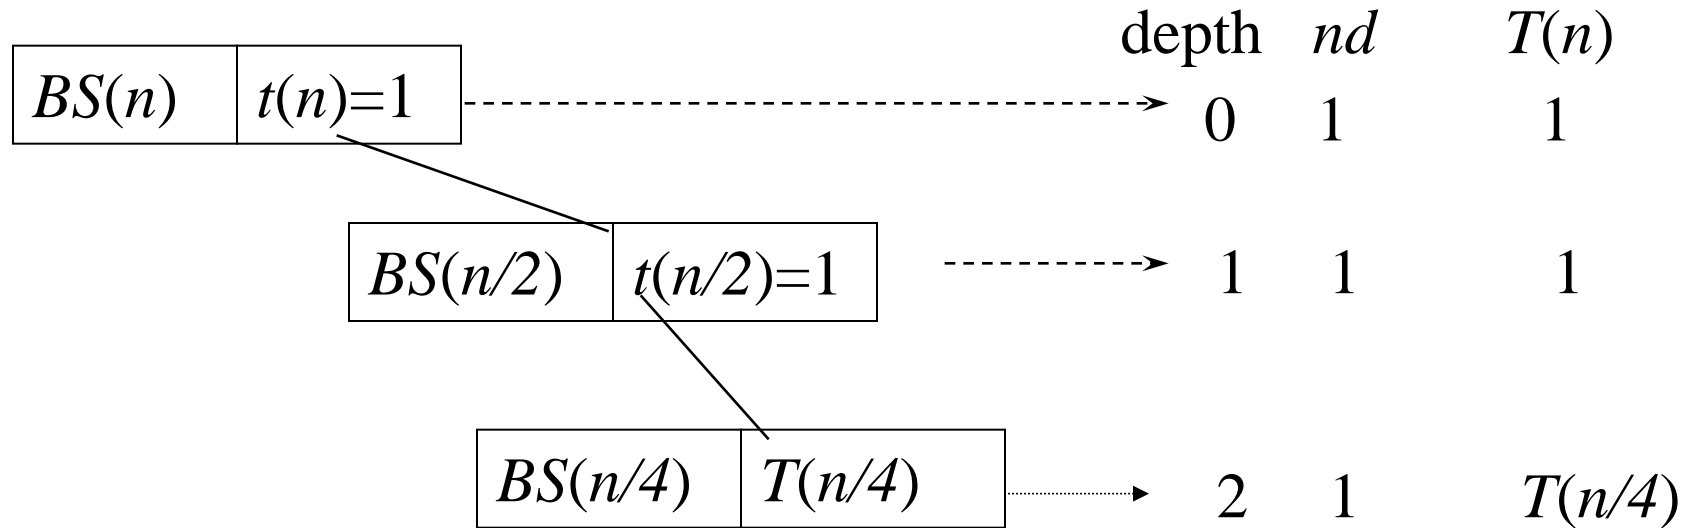 depth nd T(n)
BS(n) t(n)=1 0 1 1
BS(n/2) t(n/2)=1 1 1 1
BS(n/4) T(n/4) 2 1 T(n/4)